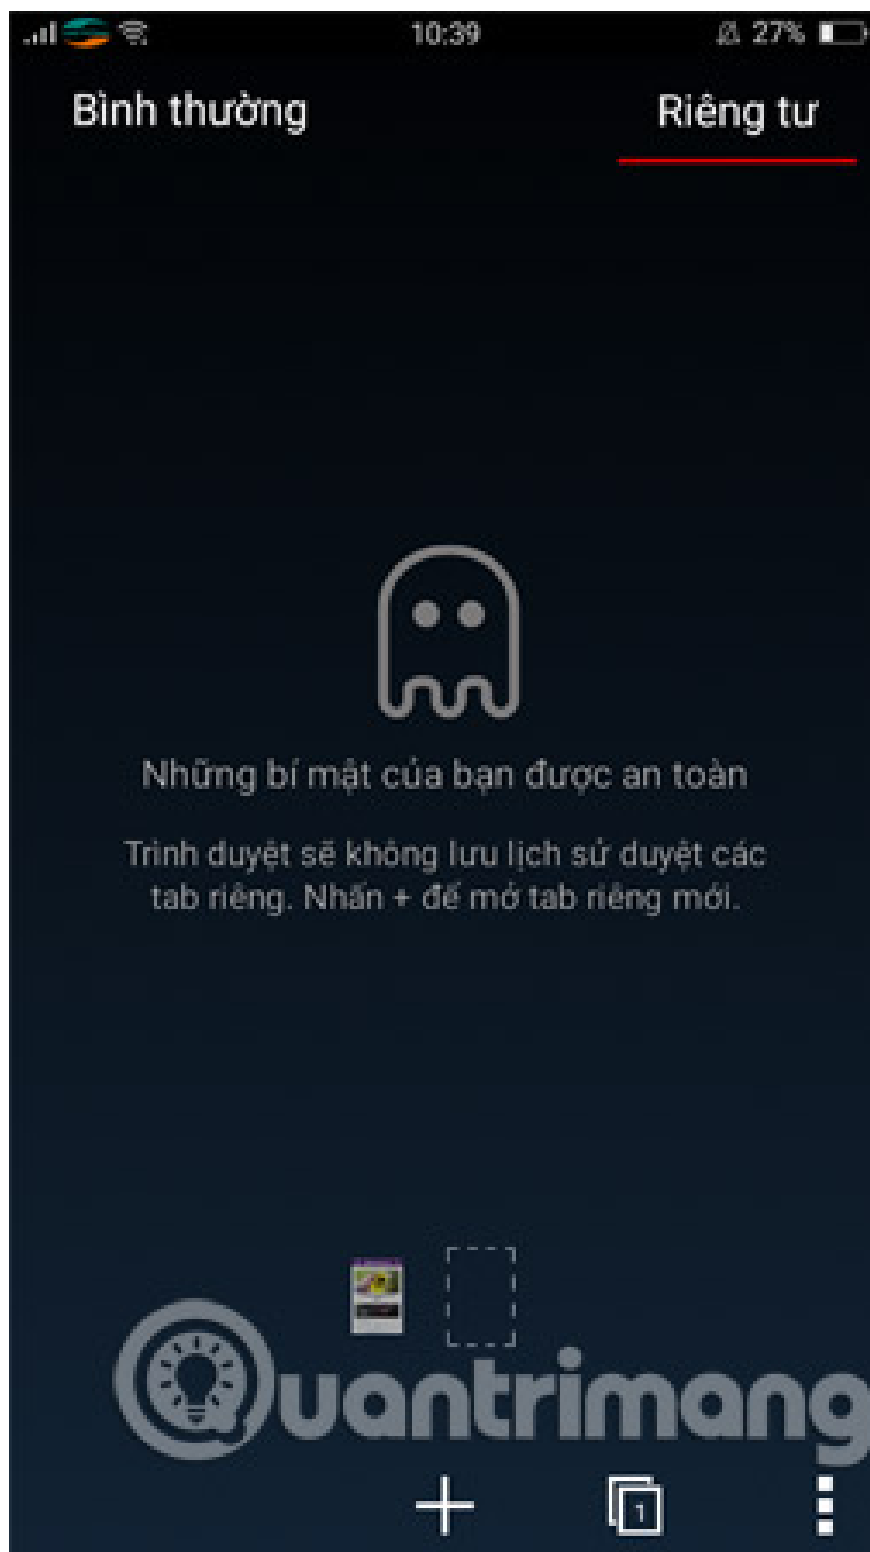 10:39
27%
Bình thường
Riêng tư
Những bí mật của bạn được an toàn
Trình duyệt sẽ không lưu lịch sử duyệt các
tab riêng. Nhấn + để mở tab riêng mới.
Quantrimang
1